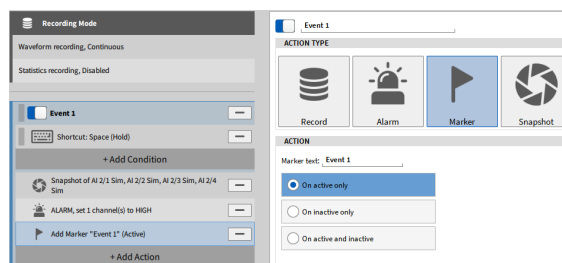 Recording Mode
Waveform recording, Continuous
Statistics recording, Disabled
Event 1
Shortcut: Space (Hold)
+ Add Condition
Snapshot of AI 2/1 Sim, AI 2/2 Sim, AI 2/3 Sim, AI 2/4
Sim
ALARM, set 1 channel(s) to HIGH
Add Marker "Event 1" (Active)
+ Add Action
Event 1
ACTION TYPE
Record
Alarm
Marker
Snapshot
ACTION
Marker text: Event 1
On active only
On inactive only
On active and inactive